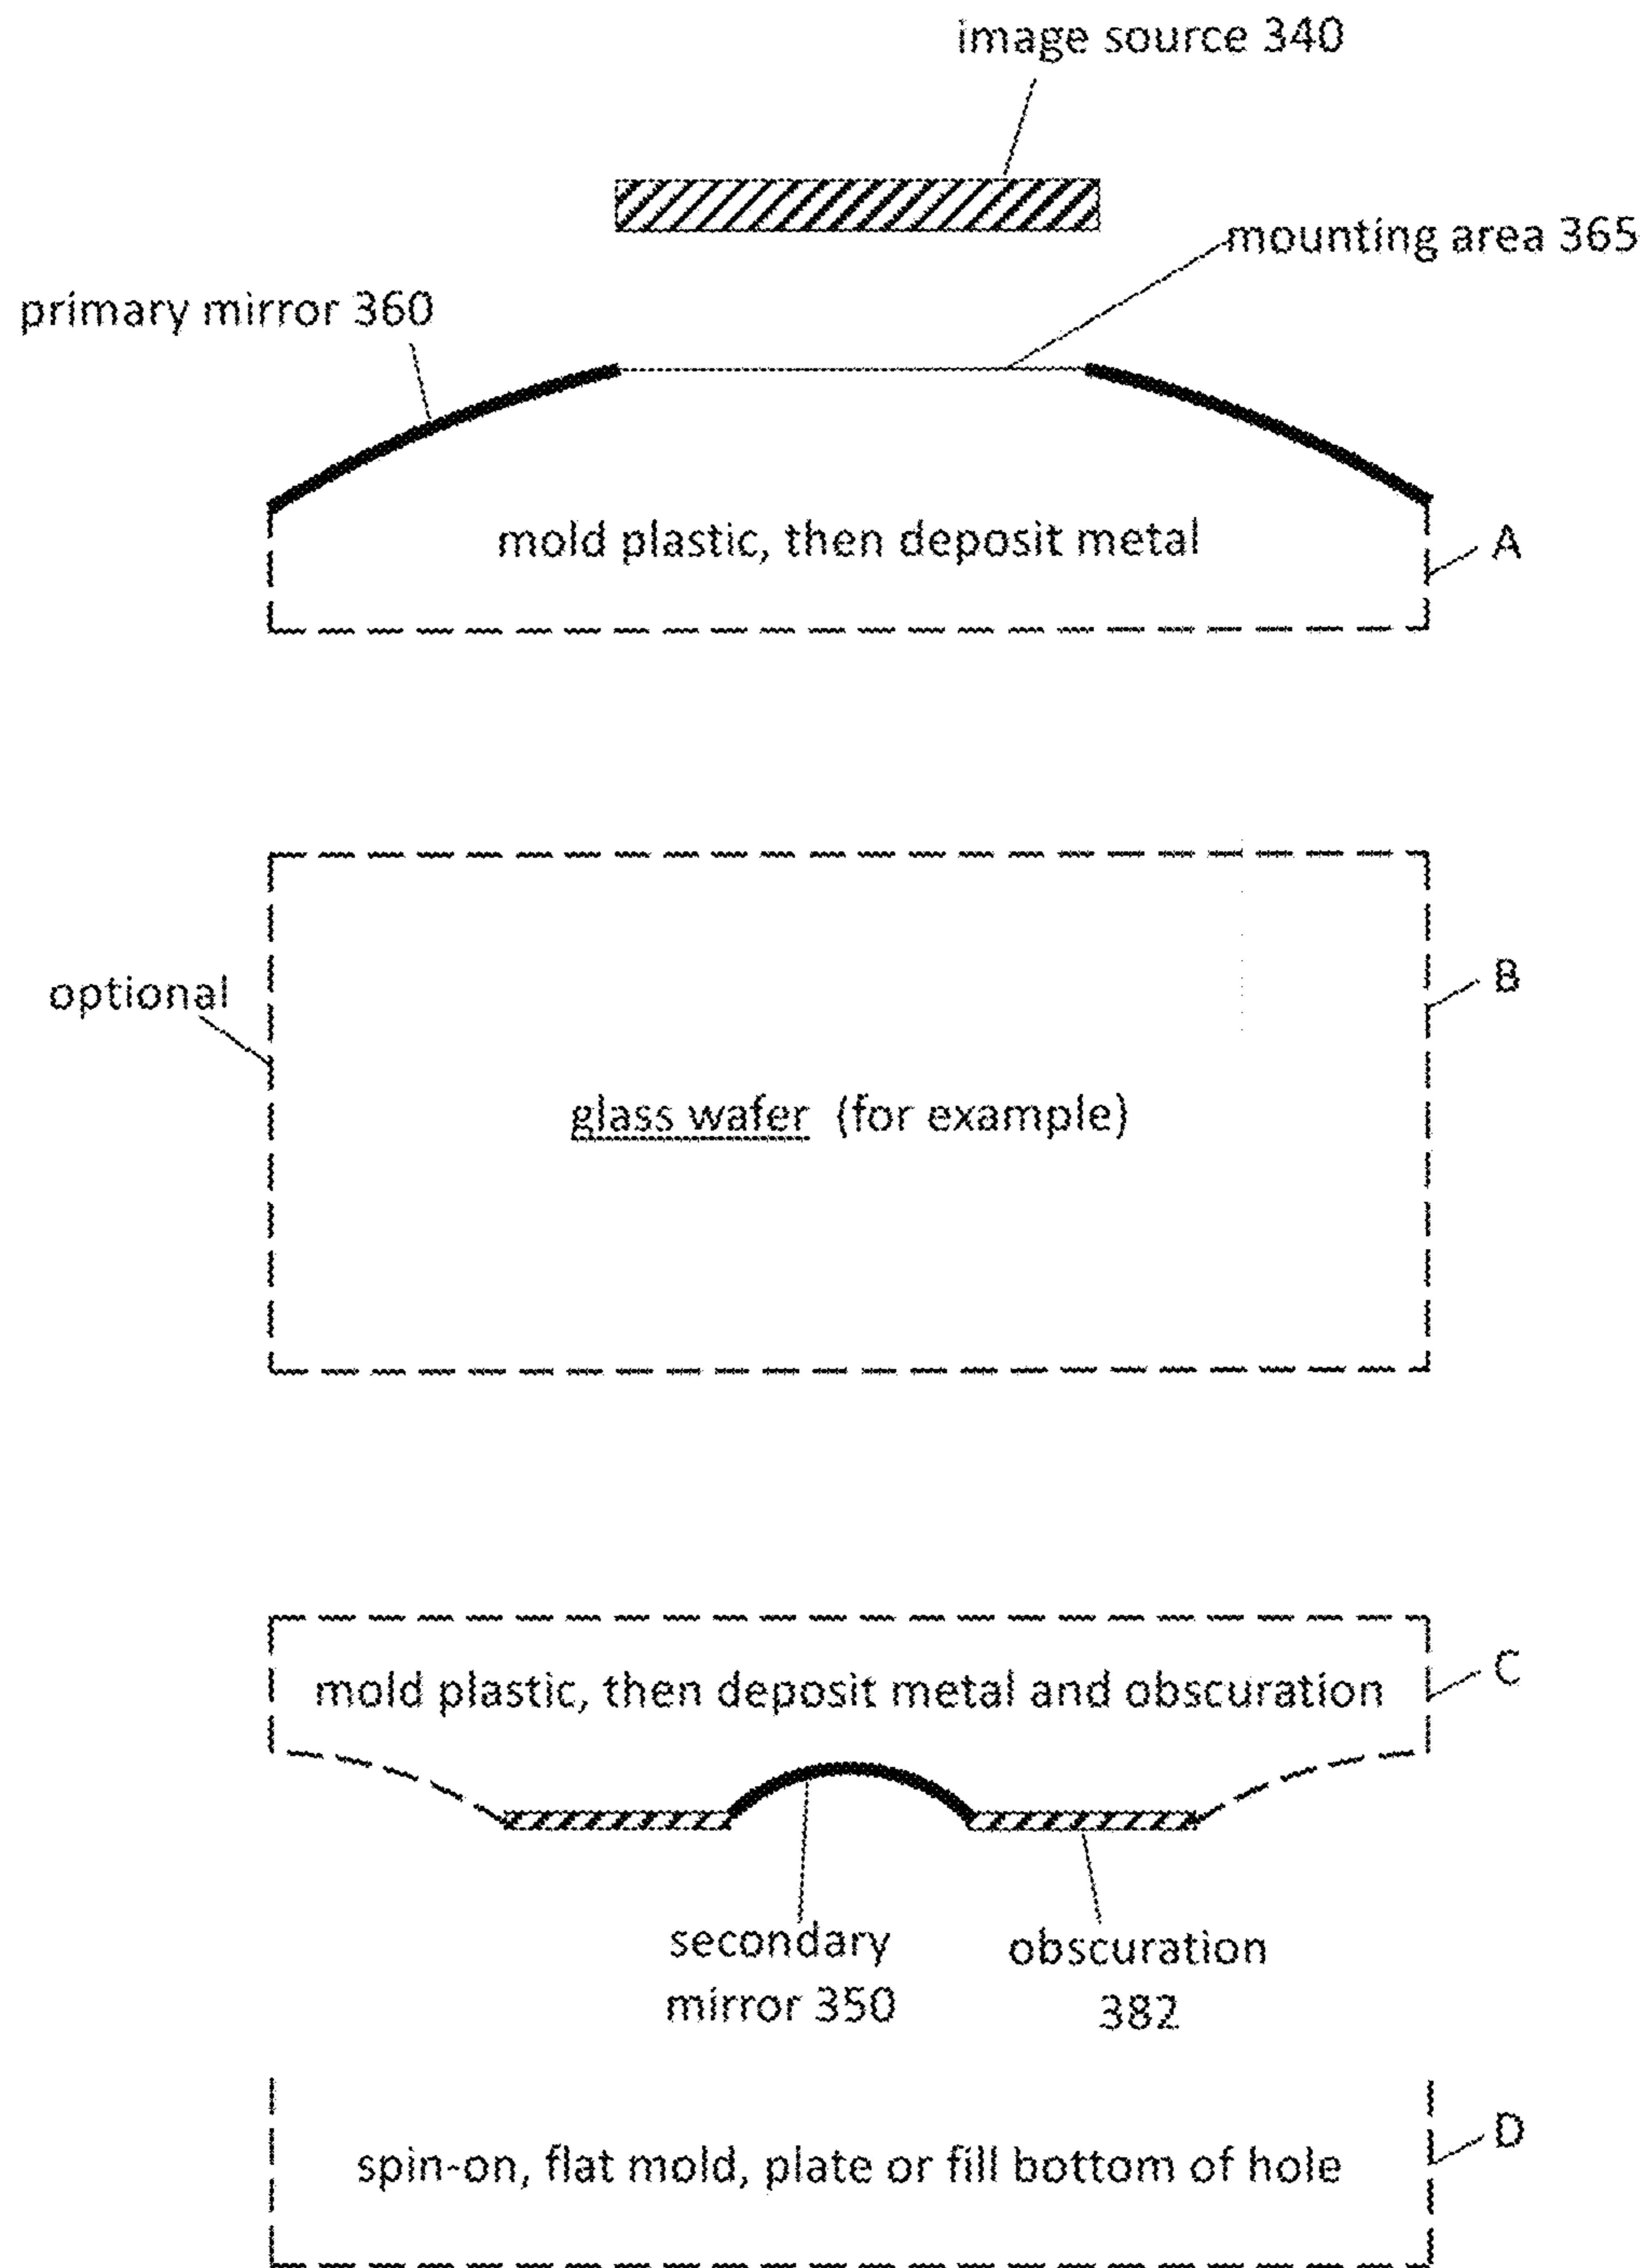 image source 340
mounting area 365
primary mirror 360
mold plastic, then deposit metal
A
optional
B
glass wafer (for example)
mold plastic, then deposit metal and obscuration
C
secondary
mirror 350
obscuration
382
spin-on, flat mold, plate or fill bottom of hole
D